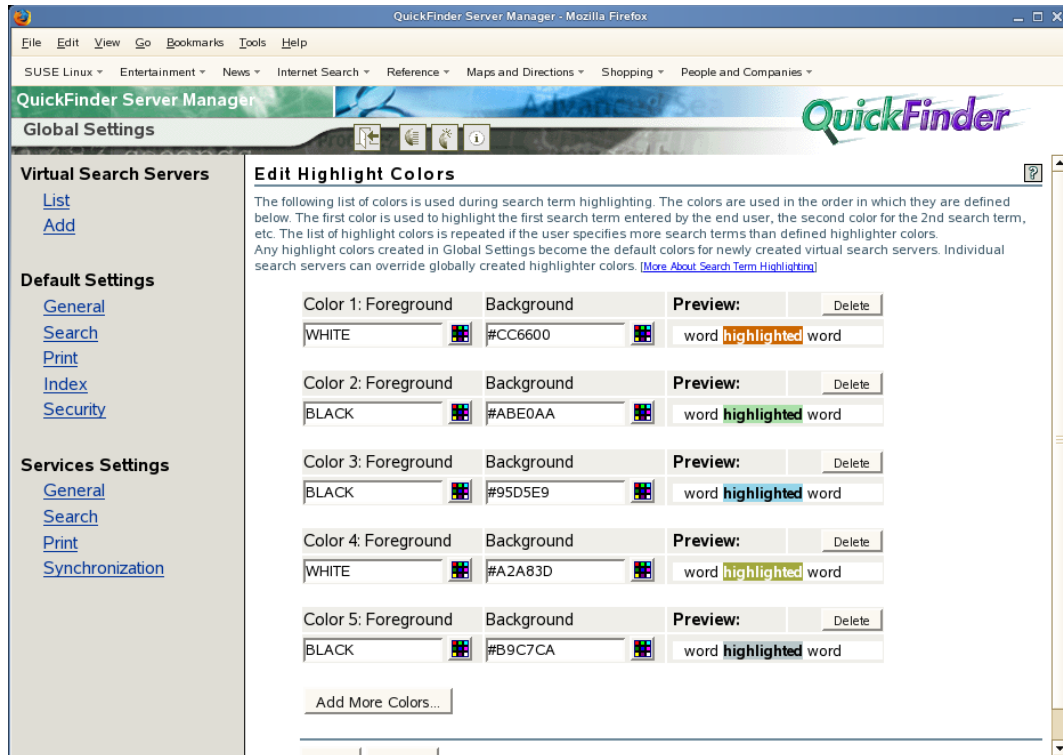 QuickFinder Server Manager - Mozilla Firefox
File Edit View Go Bookmarks Tools Help
SUSE Linux Entertainment News Internet Search Reference Maps and Directions Shopping People and Companies
QuickFinder Server Manager
Advanced Sea
QuickFinder
Global Settings
Virtual Search Servers
List
Add
Default Settings
General
Search
Print
Index
Security
Services Settings
General
Search
Print
Synchronization
Edit Highlight Colors
The following list of colors is used during search term highlighting. The colors are used in the order in which they are defined
below. The first color is used to highlight the first search term entered by the end user, the second color for the 2nd search term,
etc. The list of highlight colors is repeated if the user specifies more search terms than defined highlighter colors.
Any highlight colors created in Global Settings become the default colors for newly created virtual search servers. Individual
search servers can override globally created highlighter colors. [More About Search Term Highlighting]
Color 1: Foreground Background Preview: Delete
WHITE #CC6600 word highlighted word
Color 2: Foreground Background Preview: Delete
BLACK #ABE0AA word highlighted word
Color 3: Foreground Background Preview: Delete
BLACK #95D5E9 word highlighted word
Color 4: Foreground Background Preview: Delete
WHITE #A2A83D word highlighted word
Color 5: Foreground Background Preview: Delete
BLACK #B9C7CA word highlighted word
Add More Colors...